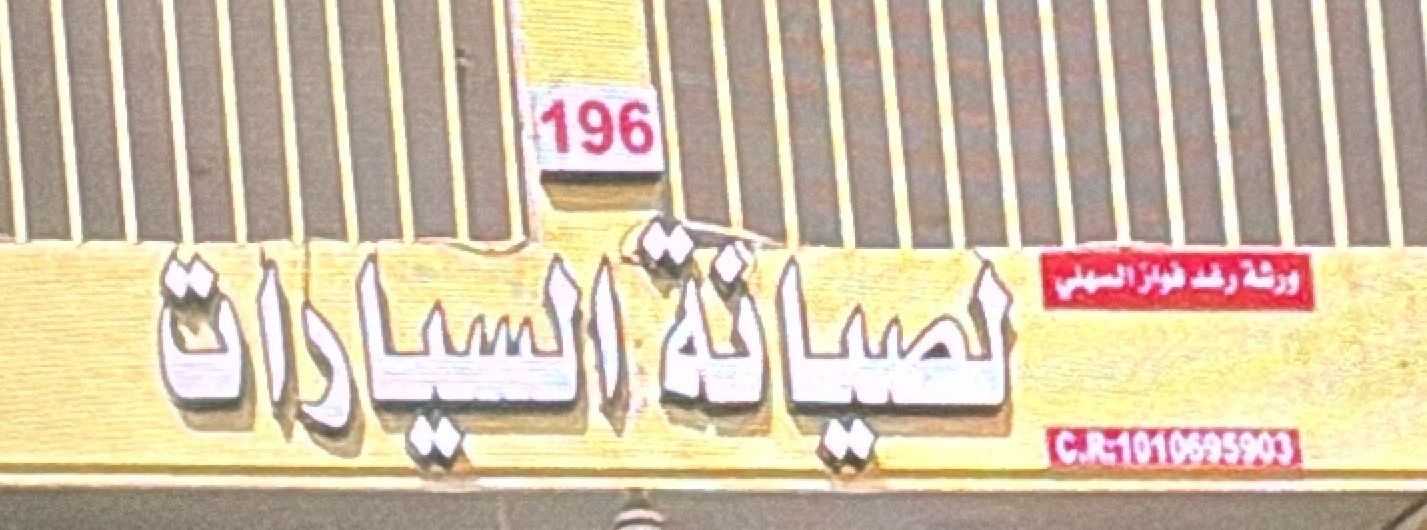 196
ورشة رغد فواز السهلي
لصيانة السيارات
C.R:1010695903